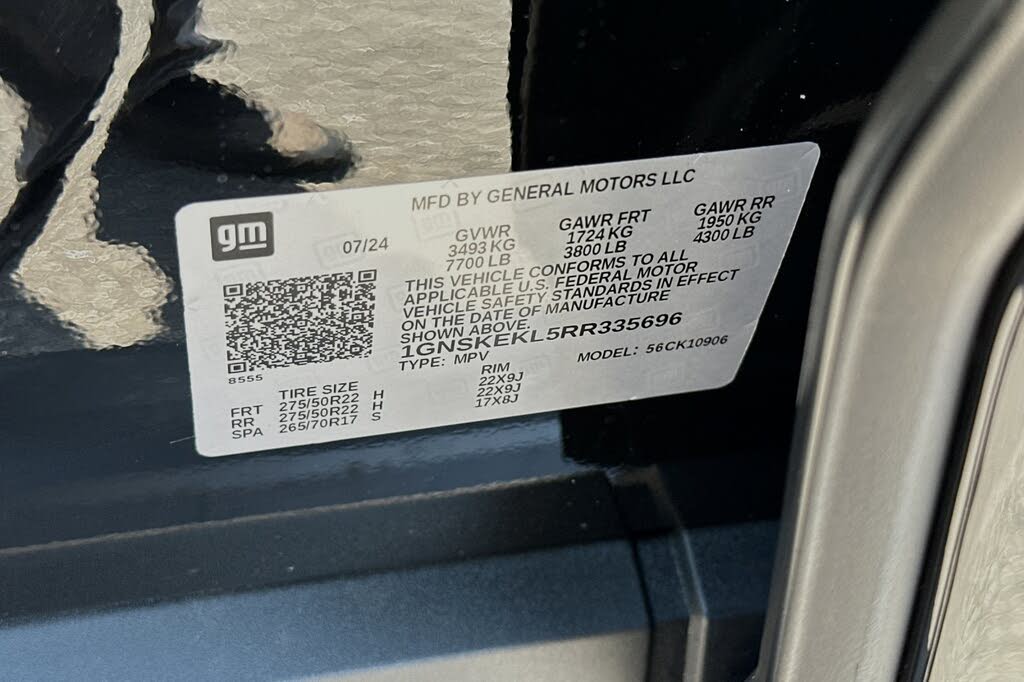 MFD BY GENERAL MOTORS LLC
gm
07/24
GVWR
3493 KG
7700 LB
GAWR FRT
1724 KG
3800 LB
GAWR RR
1950 KG
4300 LB
THIS VEHICLE CONFORMS TO ALL
APPLICABLE U.S. FEDERAL MOTOR
VEHICLE SAFETY STANDARDS IN EFFECT
ON THE DATE OF MANUFACTURE
SHOWN ABOVE.
1GNSKEKL5RR335696
TYPE: MPV
MODEL: 56CK10906
8555
TIRE SIZE
RIM
FRT 275/50R22 H 22X9J
RR 275/50R22 H 22X9J
SPA 265/70R17 S 17X8J